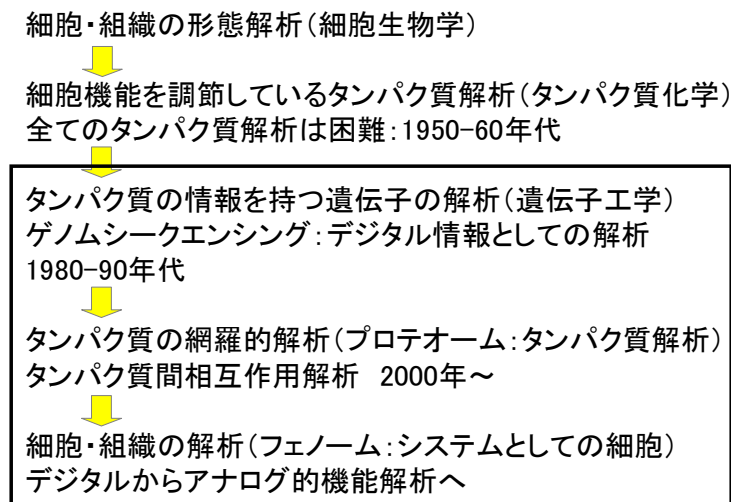 細胞・組織の形態解析（細胞生物学）
細胞機能を調節しているタンパク質解析（タンパク質化学）
全てのタンパク質解析は困難：1950-60年代
タンパク質の情報を持つ遺伝子の解析（遺伝子工学）
ゲノムシークエンシング：デジタル情報としての解析
1980-90年代
タンパク質の網羅的解析（プロテオーム：タンパク質解析）
タンパク質間相互作用解析　2000年～
細胞・組織の解析（フェノーム：システムとしての細胞）
デジタルからアナログ的機能解析へ